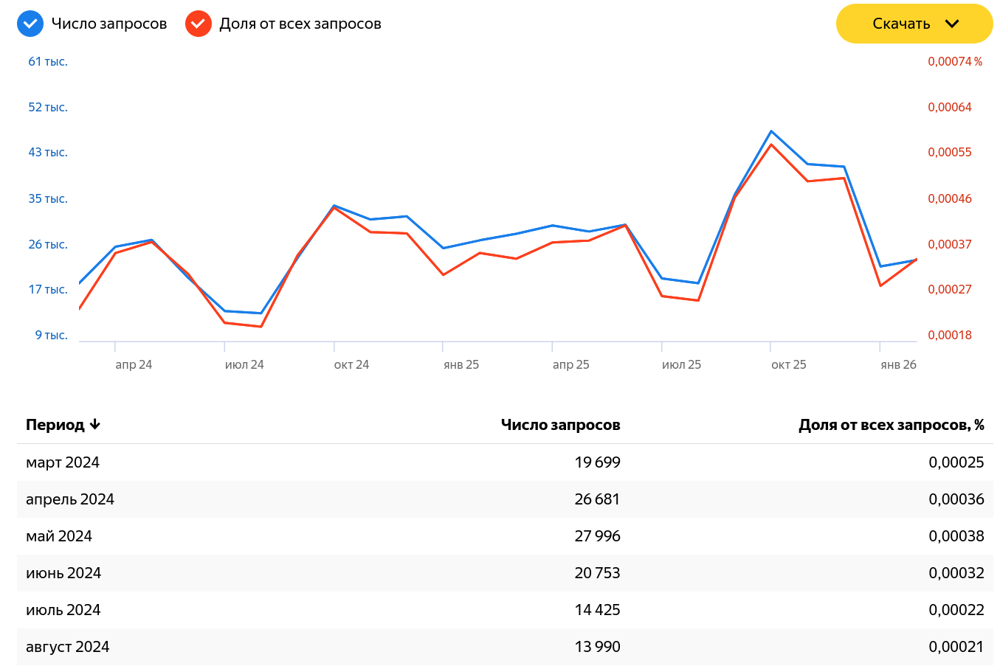 Число запросов Доля от всех запросов Скачать
61 тыс. 0,00074 %
52 тыс. 0,00064
43 тыс. 0,00055
35 тыс. 0,00046
26 тыс. 0,00037
17 тыс. 0,00027
9 тыс. 0,00018
апр 24 июл 24 окт 24 янв 25 апр 25 июл 25 окт 25 янв 26
Период Число запросов Доля от всех запросов, %
март 2024 19 699 0,00025
апрель 2024 26 681 0,00036
май 2024 27 996 0,00038
июнь 2024 20 753 0,00032
июль 2024 14 425 0,00022
август 2024 13 990 0,00021